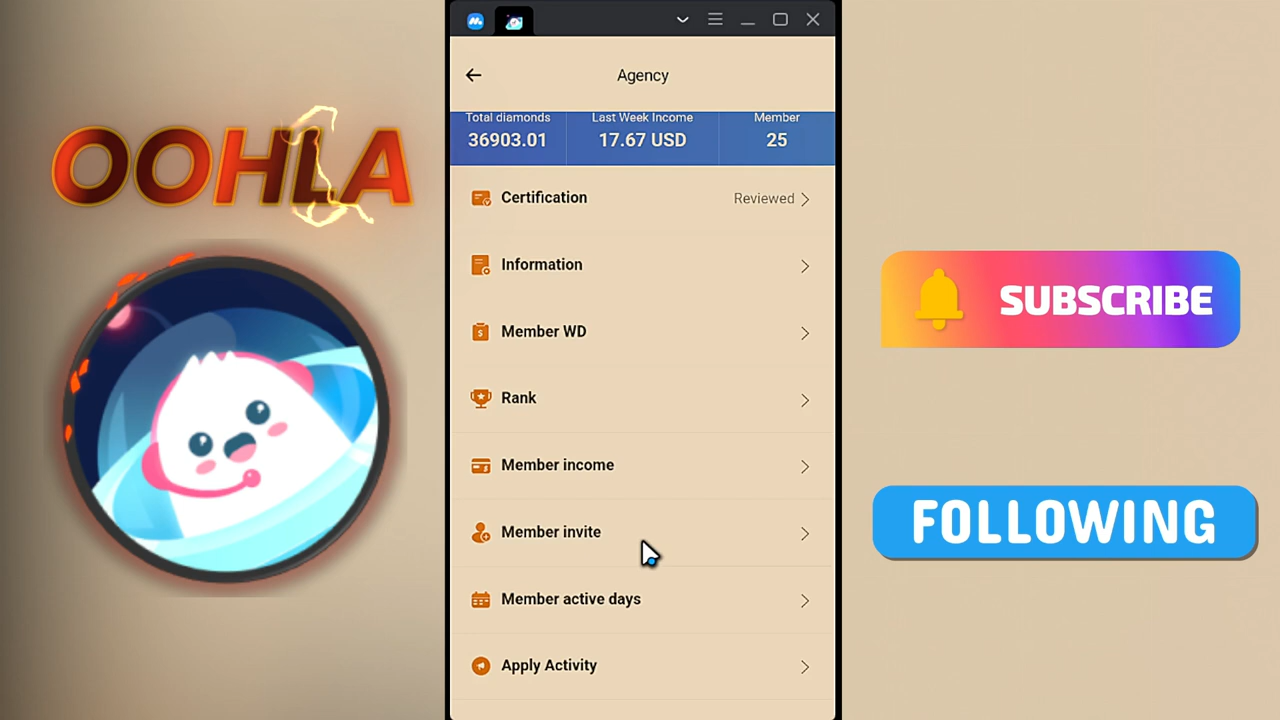 OOHLA
Agency
Total diamonds
Last Week Income
Member
36903.01
17.67 USD
25
Certification
Reviewed
Information
Member WD
Rank
Member income
Member invite
Member active days
Apply Activity
SUBSCRIBE
FOLLOWING